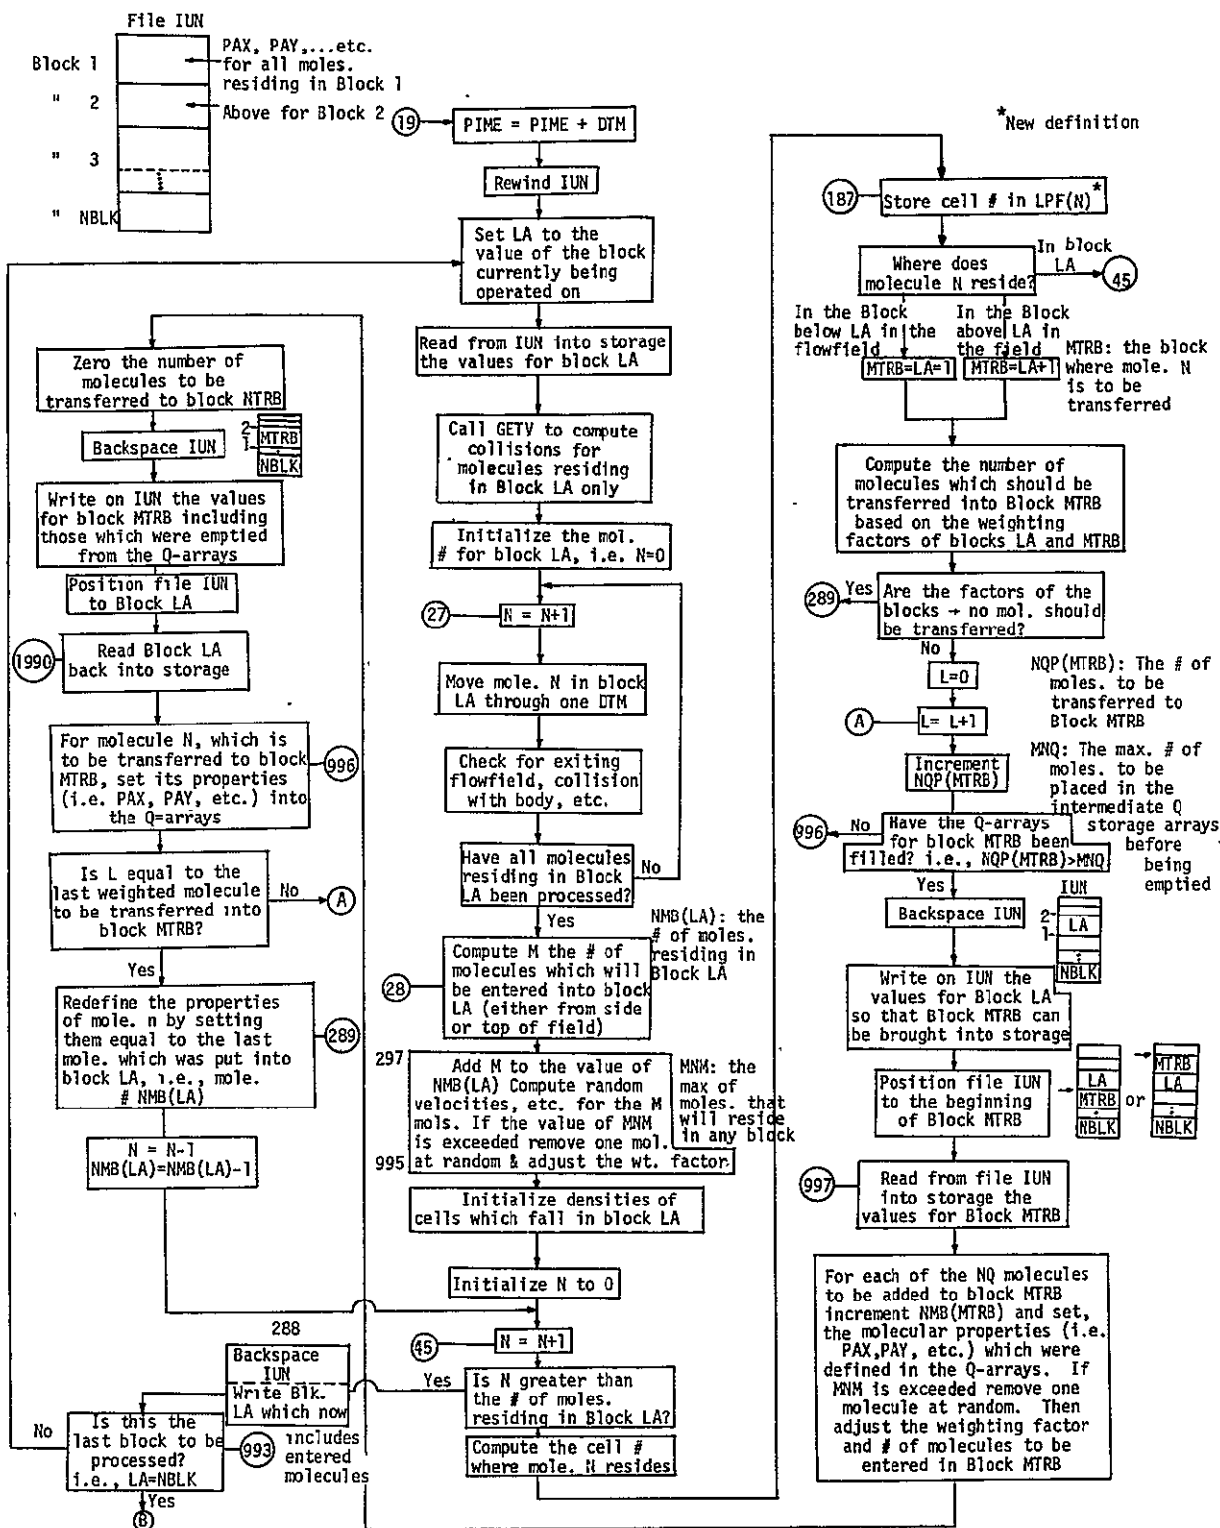 File IUN
Block 1
" 2
" 3
" NBLK
PAX, PAY,...etc.
for all moles.
residing in Block 1
Above for Block 2
19
PIME = PIME + DTM
Rewind IUN
Set LA to the
value of the block
currently being
operated on
Read from IUN into storage
the values for block LA
Call GETV to compute
collisions for
molecules residing
in Block LA only
Initialize the mol.
# for block LA, i.e. N=0
27
N = N+1
Move mole. N in block
LA through one DTM
Check for exiting
flowfield, collision
with body, etc.
Have all molecules
residing in Block
LA been processed?
No
Yes
NMB(LA): the
# of moles.
residing in
Block LA
28
Compute M the # of
molecules which will
be entered into block
LA (either from side
or top of field)
297
995
Add M to the value of
NMB(LA) Compute random
velocities, etc. for the M
mols. If the value of MNM
is exceeded remove one mol.
at random & adjust the wt. factor
MNM: the
max of
moles. that
will reside
in any block
Initialize densities of
cells which fall in block LA
Initialize N to 0
45
N = N+1
Is N greater than
the # of moles.
residing in Block LA?
Yes
Compute the cell #
where mole. N resides
288
Backspace
IUN
Write Blk.
LA which now
includes
entered
molecules
993
Is this the
last block to be
processed?
i.e., LA=NBLK
No
Yes
B
Zero the number of
molecules to be
transferred to block NTRB
Backspace IUN
2
1
MTRB
NBLK
Write on IUN the values
for block MTRB including
those which were emptied
from the Q-arrays
Position file IUN
to Block LA
1990
Read Block LA
back into storage
For molecule N, which is
to be transferred to block
MTRB, set its properties
(i.e. PAX, PAY, etc.) into
the Q=arrays
996
Is L equal to the
last weighted molecule
to be transferred into
block MTRB?
No
A
Yes
Redefine the properties
of mole. n by setting
them equal to the last
mole. which was put into
block LA, i.e., mole.
# NMB(LA)
289
N = N-1
NMB(LA)=NMB(LA)-1
*New definition
187
Store cell # in LPF(N)*
Where does
molecule N reside?
In block
LA
45
In the Block
below LA in the
flowfield
In the Block
above LA in
the field
MTRB=LA=1
MTRB=LA+1
MTRB: the block
where mole. N
is to be
transferred
Compute the number of
molecules which should be
transferred into Block MTRB
based on the weighting
factors of blocks LA and MTRB
289
Yes
Are the factors of the
blocks → no mol. should
be transferred?
No
L=0
A
L= L+1
Increment
NQP(MTRB)
NQP(MTRB): The # of
moles. to be
transferred to
Block MTRB
MNQ: The max. # of
moles. to be
placed in the
intermediate Q
storage arrays
before
being
emptied
996
No
Have the Q-arrays
for block MTRB been
filled? i.e., NQP(MTRB)>MNQ
Yes
Backspace IUN
IUN
2
1
LA
NBLK
Write on IUN the
values for Block LA
so that Block MTRB can
be brought into storage
Position file IUN
to the beginning
of Block MTRB
LA
MTRB
NBLK
or
MTRB
LA
NBLK
997
Read from file IUN
into storage the
values for Block MTRB
For each of the NQ molecules
to be added to block MTRB
increment NMB(MTRB) and set,
the molecular properties (i.e.
PAX,PAY, etc.) which were
defined in the Q-arrays. If
MNM is exceeded remove one
molecule at random. Then
adjust the weighting factor
and # of molecules to be
entered in Block MTRB